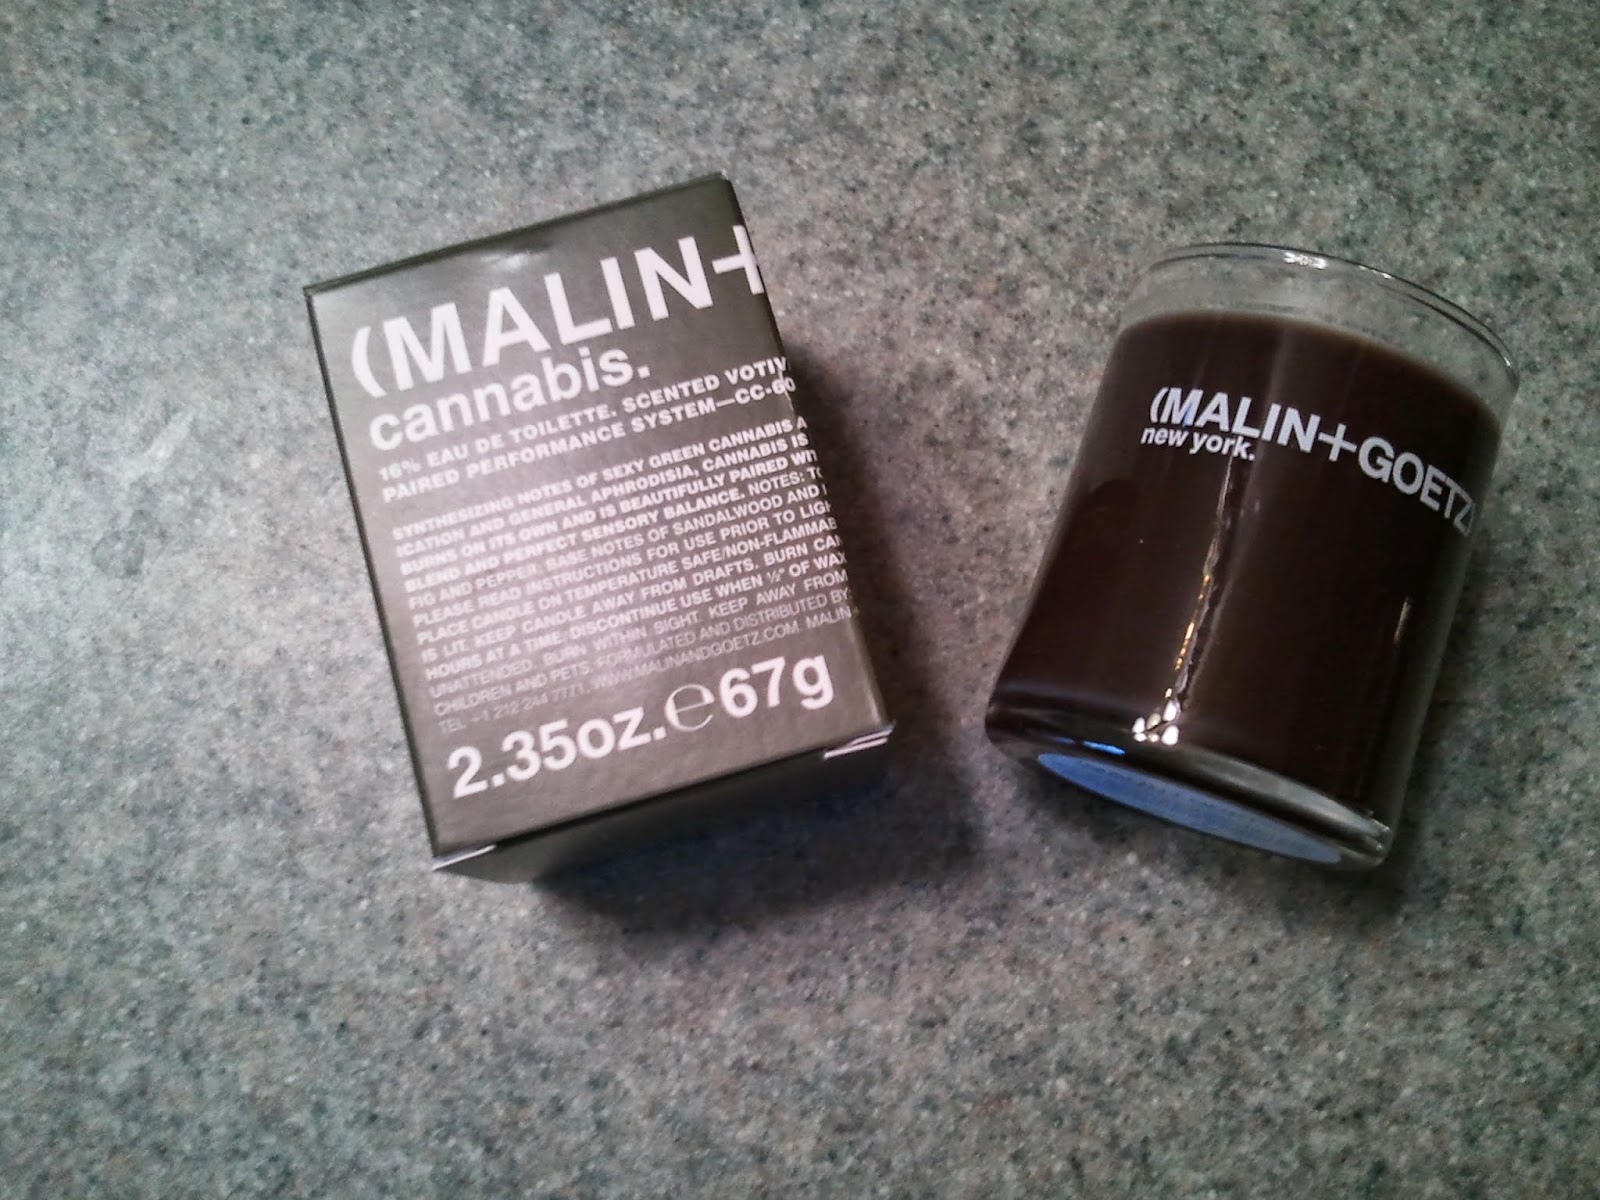 (MALIN+
cannabis.
16% EAU DE TOILETTE. SCENTED VOTIV
PAIRED PERFORMANCE SYSTEM—CC-60
SYNTHESIZING NOTES OF SEXY GREEN CANNABIS A
ICATION AND GENERAL APHRODISIA, CANNABIS IS
BURNS ON ITS OWN AND IS BEAUTIFULLY PAIRED WIT
BLEND AND PERFECT SENSORY BALANCE. NOTES: TO
FIG AND PEPPER. BASE NOTES OF SANDALWOOD AND
PLEASE READ INSTRUCTIONS FOR USE PRIOR TO LIGH
PLACE CANDLE ON TEMPERATURE SAFE/NON-FLAMMAB
IS LIT. KEEP CANDLE AWAY FROM DRAFTS. BURN CAN
HOURS AT A TIME. DISCONTINUE USE WHEN ½" OF WAX
UNATTENDED. BURN WITHIN SIGHT. KEEP AWAY FROM
CHILDREN AND PETS. FORMULATED AND DISTRIBUTED BY:
TEL +1 212 244 7771. WWW.MALINANDGOETZ.COM. MALIN+
2.35oz.℮67g
(MALIN+GOETZ)
new york.